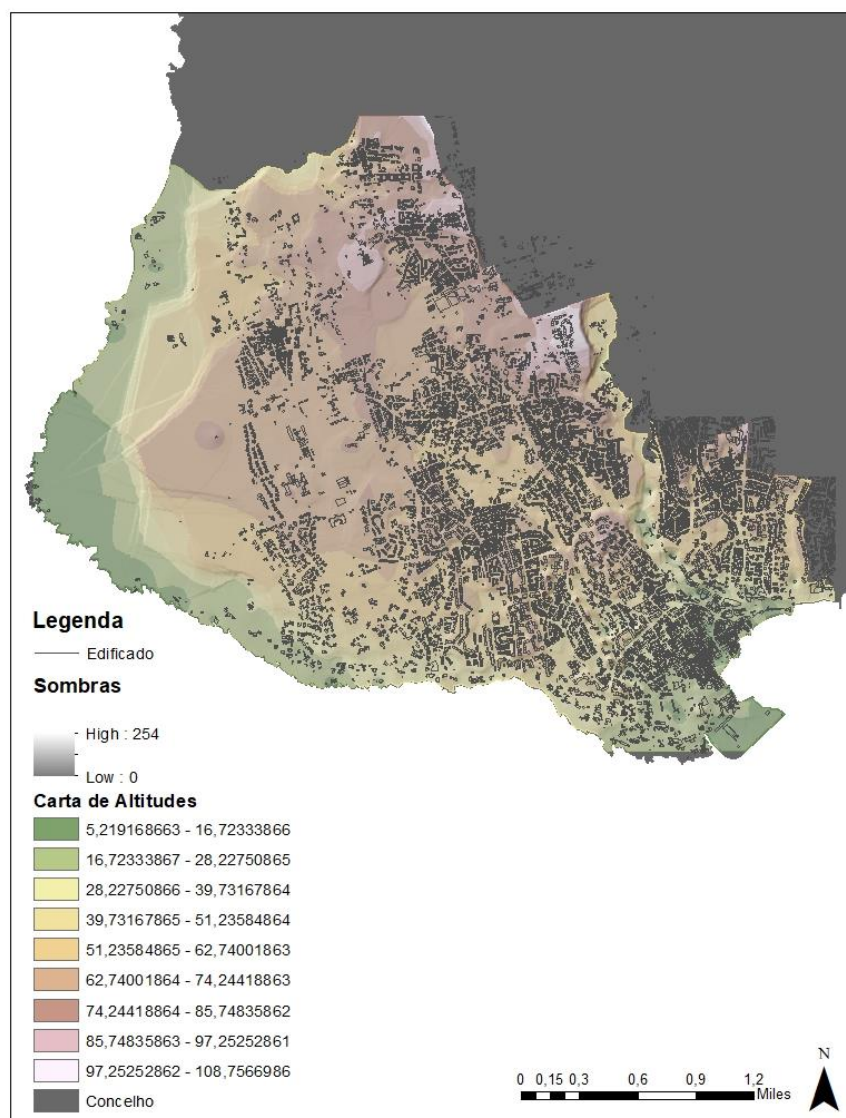 Legenda
Edificado
Sombras
High : 254
Low : 0
Carta de Altitudes
5,219168663 - 16,72333866
16,72333867 - 28,22750865
28,22750866 - 39,73167864
39,73167865 - 51,23584864
51,23584865 - 62,74001863
62,74001864 - 74,24418863
74,24418864 - 85,74835862
85,74835863 - 97,25252861
97,25252862 - 108,7566986
Concelho
0 0,15 0,3 0,6 0,9 1,2
Miles
N